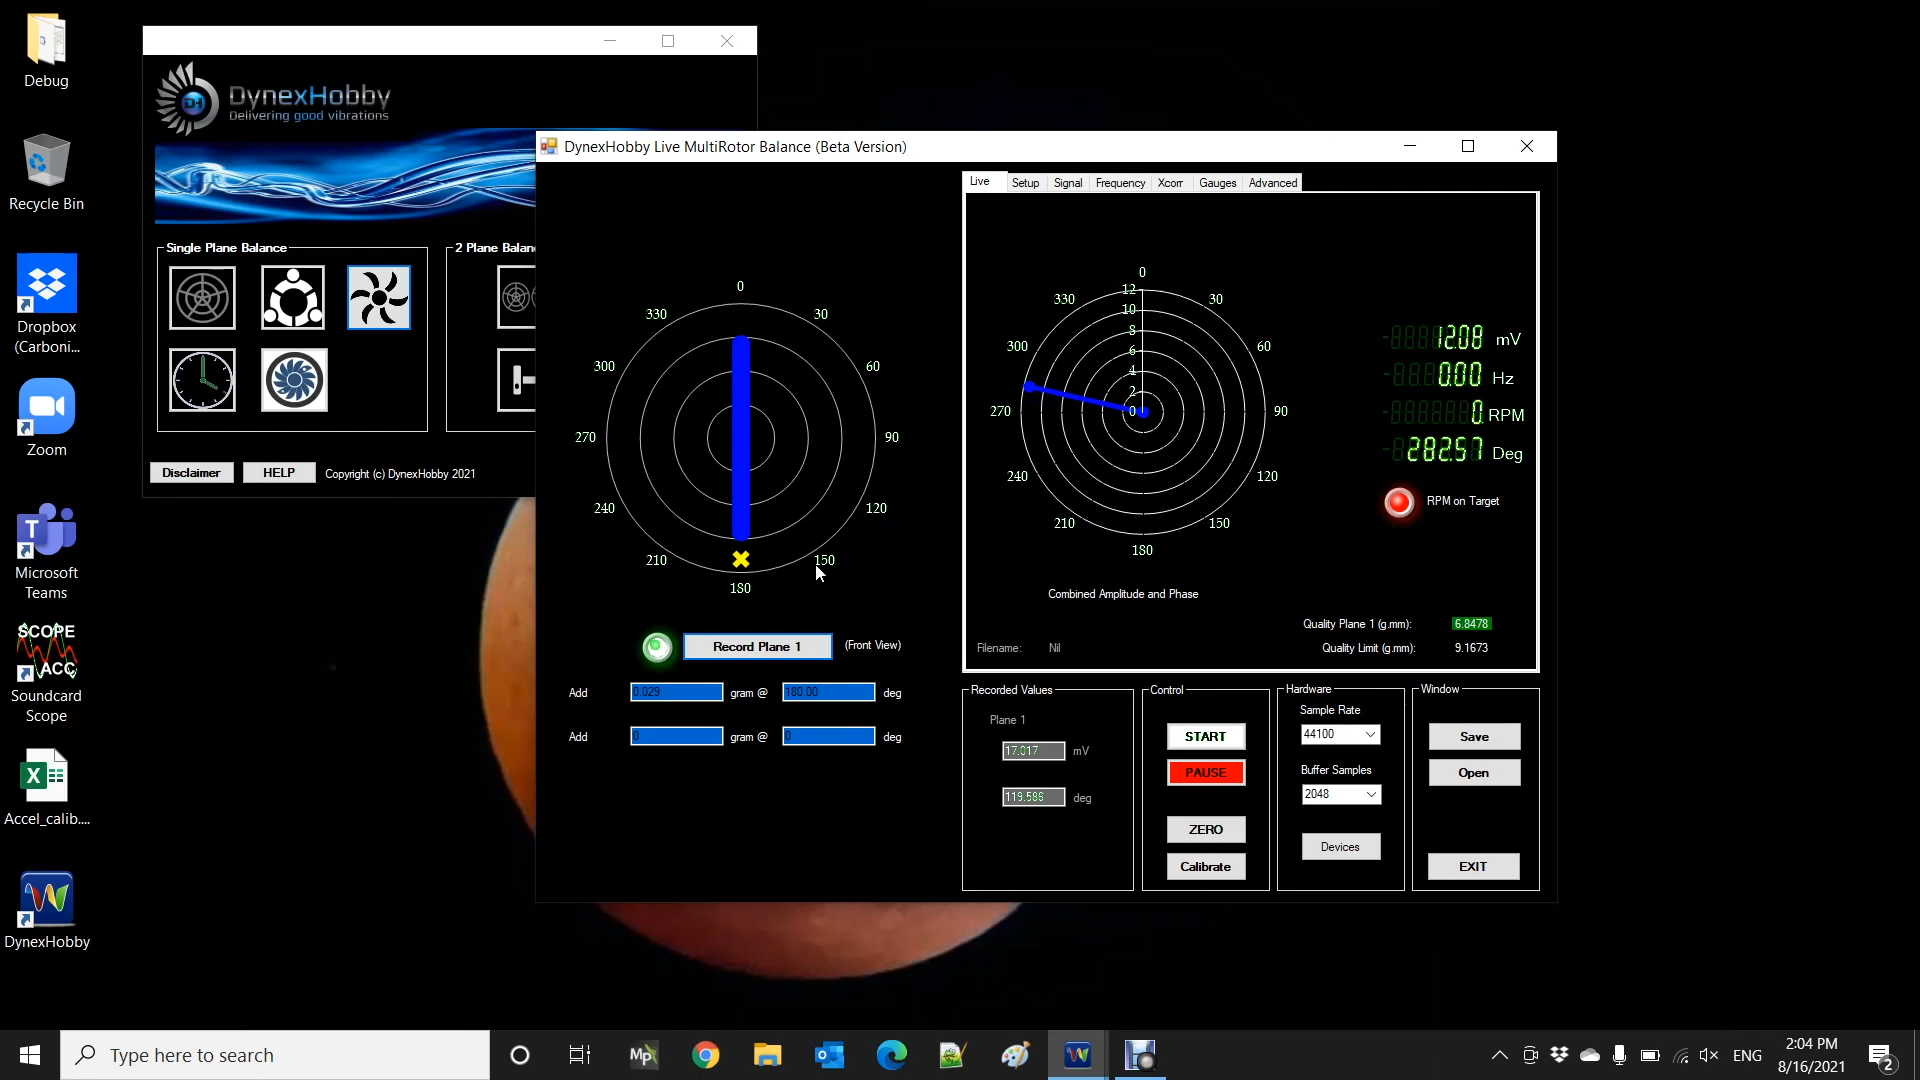 Debug
Recycle Bin
Dropbox
(Carboni...
Zoom
Microsoft
Teams
SCOPE
ACC
Soundcard
Scope
Accel_calib....
DynexHobby
DH
DynexHobby
Delivering good vibrations
Single Plane Balance
2 Plane Balan
Disclaimer
HELP
Copyright (c) DynexHobby 2021
DynexHobby Live MultiRotor Balance (Beta Version)
0
330
30
300
60
270
90
240
120
210
150
180
Record Plane 1
(Front View)
Add
0.029
gram @
180.00
deg
Add
0
gram @
0
deg
Live
Setup
Signal
Frequency
Xcorr
Gauges
Advanced
0
330
30
300
60
270
90
240
120
210
150
180
12
10
8
6
4
2
0
12.08 mV
0.00 Hz
0 RPM
282.57 Deg
RPM on Target
Combined Amplitude and Phase
Quality Plane 1 (g.mm): 6.8478
Filename: Nil
Quality Limit (g.mm): 9.1673
Recorded Values
Plane 1
17.017 mV
119.586 deg
Control
START
PAUSE
ZERO
Calibrate
Hardware
Sample Rate
44100
Buffer Samples
2048
Devices
Window
Save
Open
EXIT
Type here to search
Mp
ENG
2:04 PM
8/16/2021
2